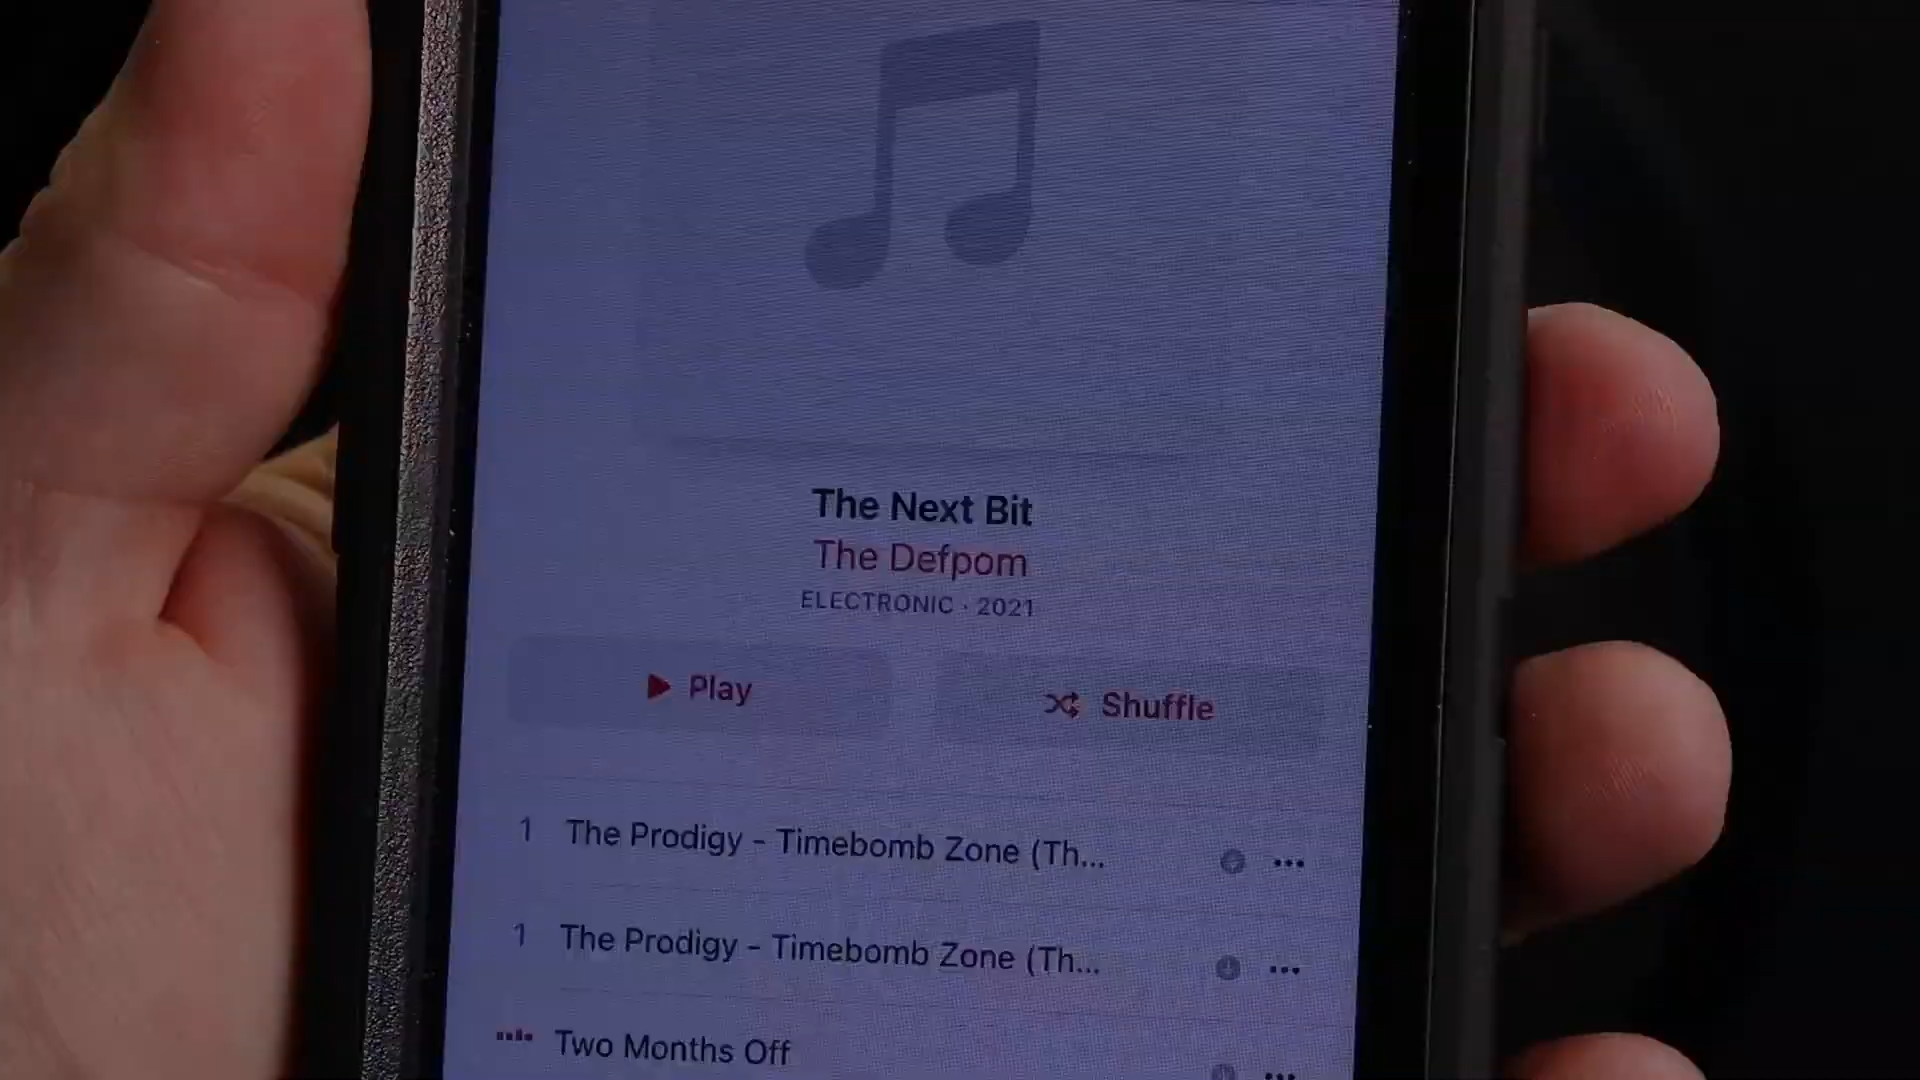 The Next Bit
The Defpom
ELECTRONIC · 2021
Play
Shuffle
1 The Prodigy - Timebomb Zone (Th...
1 The Prodigy - Timebomb Zone (Th...
Two Months Off